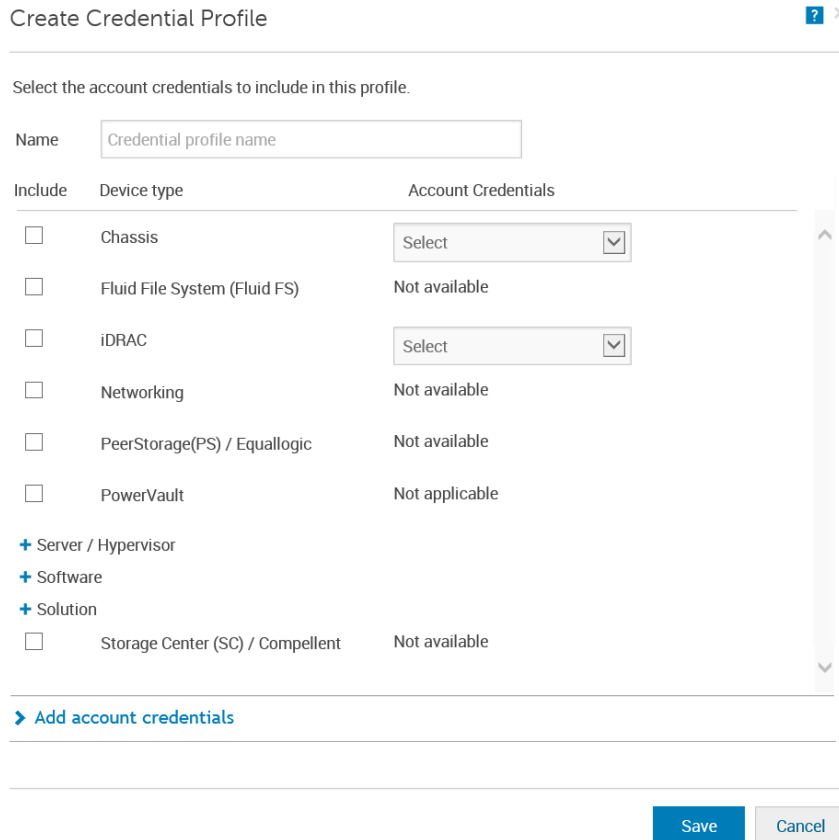 Create Credential Profile ?
Select the account credentials to include in this profile.
Name Credential profile name
Include Device type Account Credentials
Chassis Select
Fluid File System (Fluid FS) Not available
iDRAC Select
Networking Not available
PeerStorage(PS) / Equallogic Not available
PowerVault Not applicable
+ Server / Hypervisor
+ Software
+ Solution
Storage Center (SC) / Compellent Not available
Add account credentials
Save Cancel